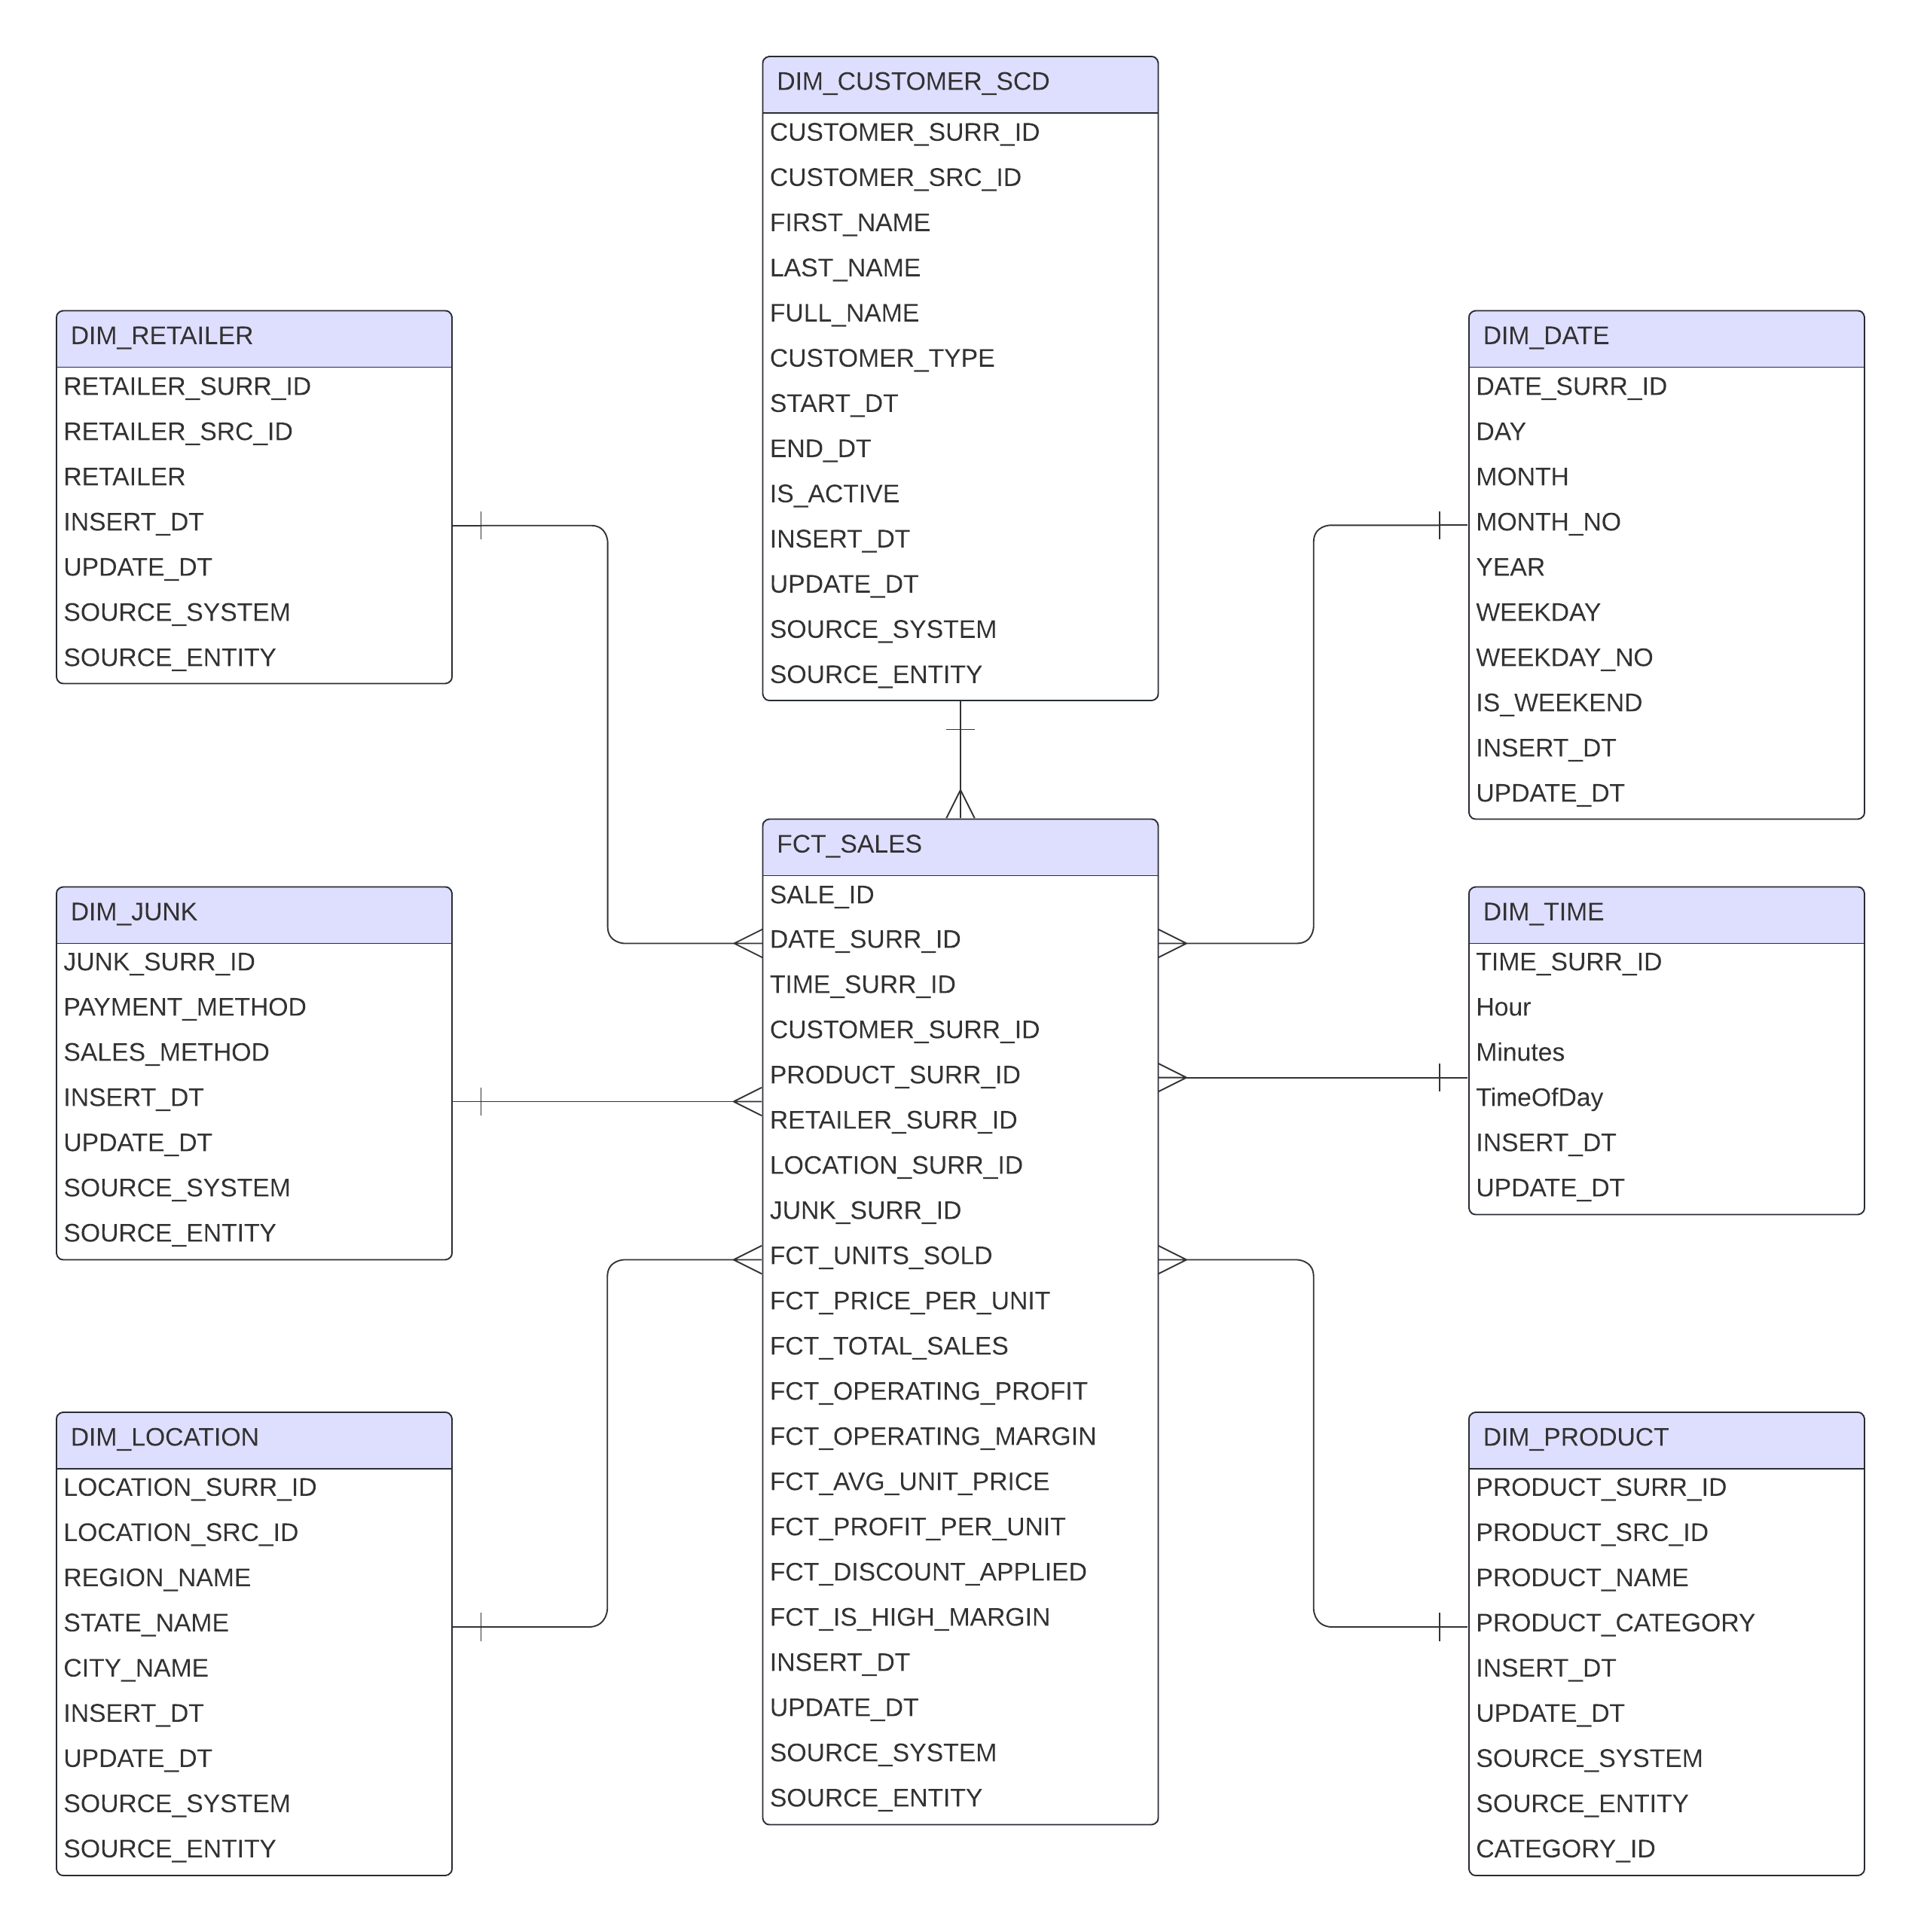 DIM_CUSTOMER_SCD
CUSTOMER_SURR_ID
CUSTOMER_SRC_ID
FIRST_NAME
LAST_NAME
FULL_NAME
CUSTOMER_TYPE
START_DT
END_DT
IS_ACTIVE
INSERT_DT
UPDATE_DT
SOURCE_SYSTEM
SOURCE_ENTITY
DIM_RETAILER
RETAILER_SURR_ID
RETAILER_SRC_ID
RETAILER
INSERT_DT
UPDATE_DT
SOURCE_SYSTEM
SOURCE_ENTITY
DIM_DATE
DATE_SURR_ID
DAY
MONTH
MONTH_NO
YEAR
WEEKDAY
WEEKDAY_NO
IS_WEEKEND
INSERT_DT
UPDATE_DT
DIM_JUNK
JUNK_SURR_ID
PAYMENT_METHOD
SALES_METHOD
INSERT_DT
UPDATE_DT
SOURCE_SYSTEM
SOURCE_ENTITY
FCT_SALES
SALE_ID
DATE_SURR_ID
TIME_SURR_ID
CUSTOMER_SURR_ID
PRODUCT_SURR_ID
RETAILER_SURR_ID
LOCATION_SURR_ID
JUNK_SURR_ID
FCT_UNITS_SOLD
FCT_PRICE_PER_UNIT
FCT_TOTAL_SALES
FCT_OPERATING_PROFIT
FCT_OPERATING_MARGIN
FCT_AVG_UNIT_PRICE
FCT_PROFIT_PER_UNIT
FCT_DISCOUNT_APPLIED
FCT_IS_HIGH_MARGIN
INSERT_DT
UPDATE_DT
SOURCE_SYSTEM
SOURCE_ENTITY
DIM_TIME
TIME_SURR_ID
Hour
Minutes
TimeOfDay
INSERT_DT
UPDATE_DT
DIM_LOCATION
LOCATION_SURR_ID
LOCATION_SRC_ID
REGION_NAME
STATE_NAME
CITY_NAME
INSERT_DT
UPDATE_DT
SOURCE_SYSTEM
SOURCE_ENTITY
DIM_PRODUCT
PRODUCT_SURR_ID
PRODUCT_SRC_ID
PRODUCT_NAME
PRODUCT_CATEGORY
INSERT_DT
UPDATE_DT
SOURCE_SYSTEM
SOURCE_ENTITY
CATEGORY_ID